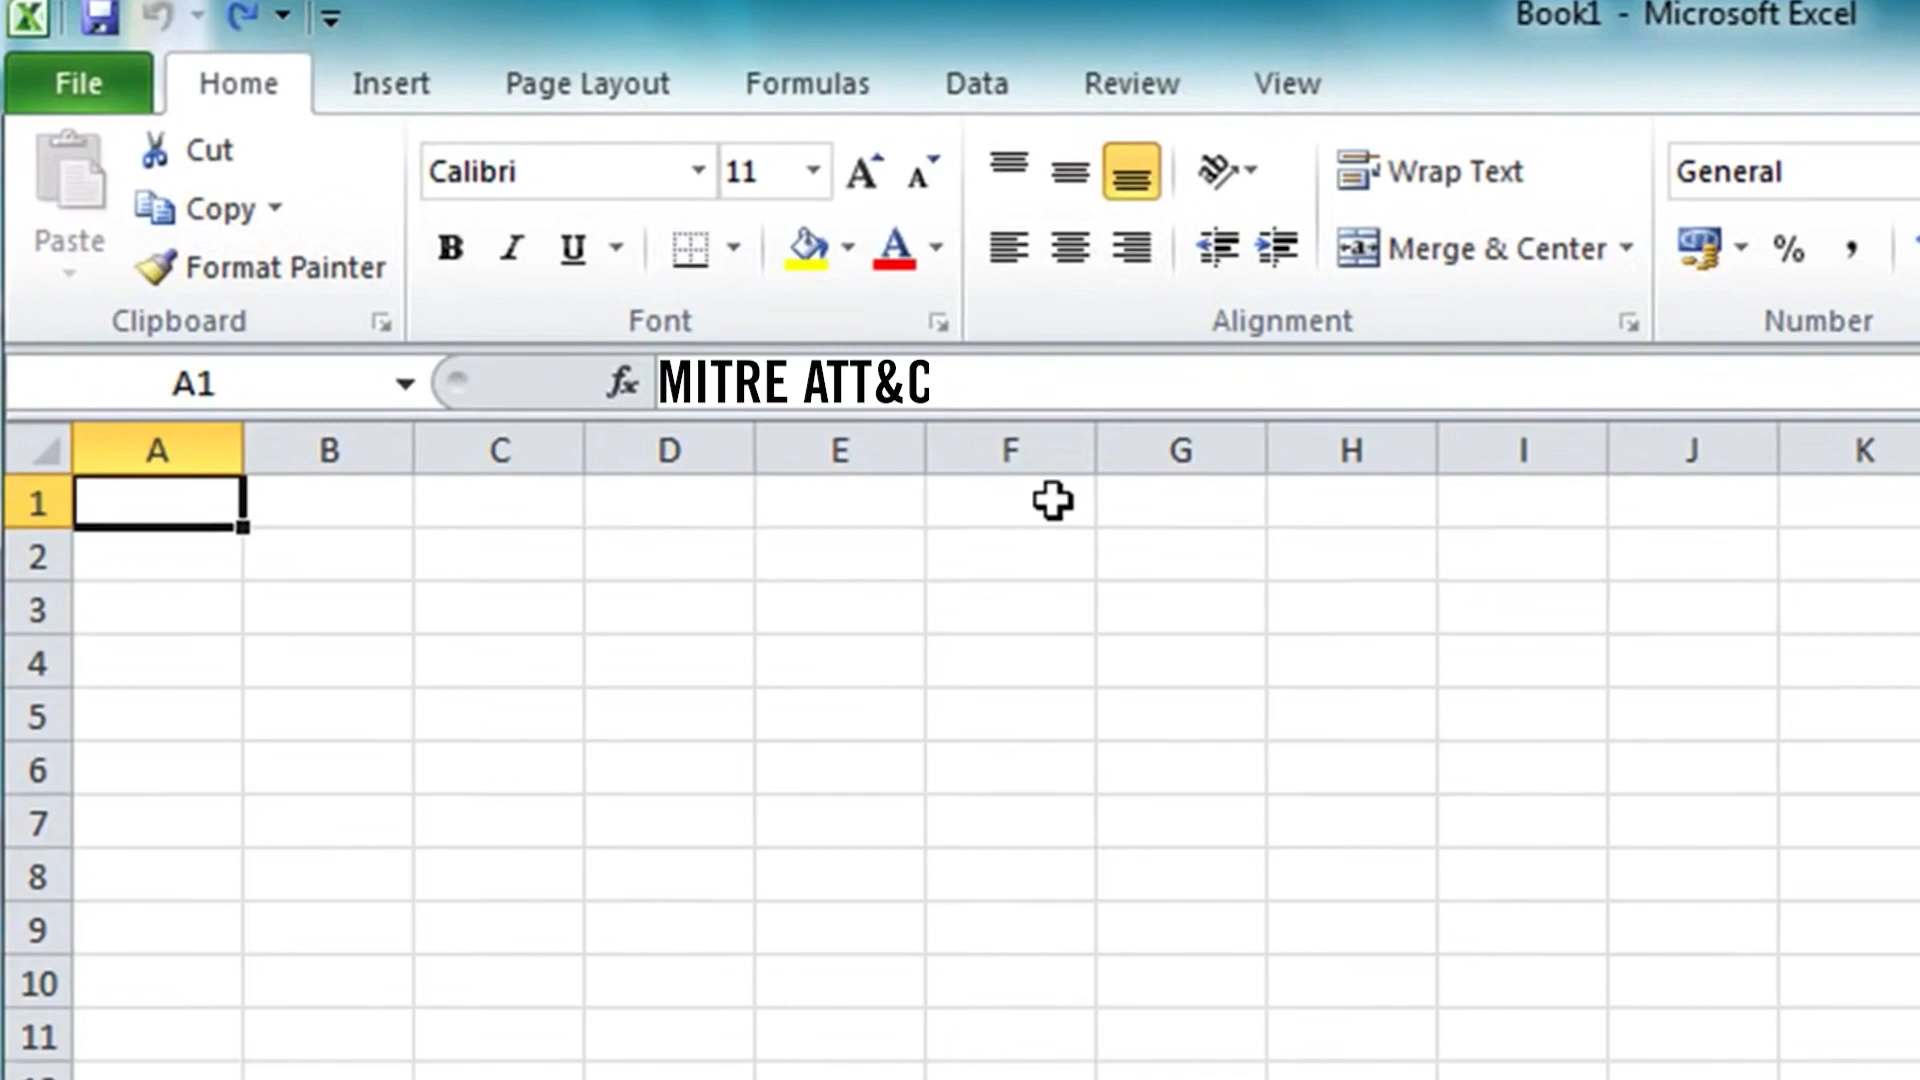 Book1 - Microsoft Excel
File Home Insert Page Layout Formulas Data Review View
Cut
Calibri 11 A A Wrap Text General
Copy
Paste
B I U A Merge & Center % ,
Format Painter
Clipboard Font Alignment Number
A1 fx MITRE ATT&C
A B C D E F G H I J K
1
2
3
4
5
6
7
8
9
10
11